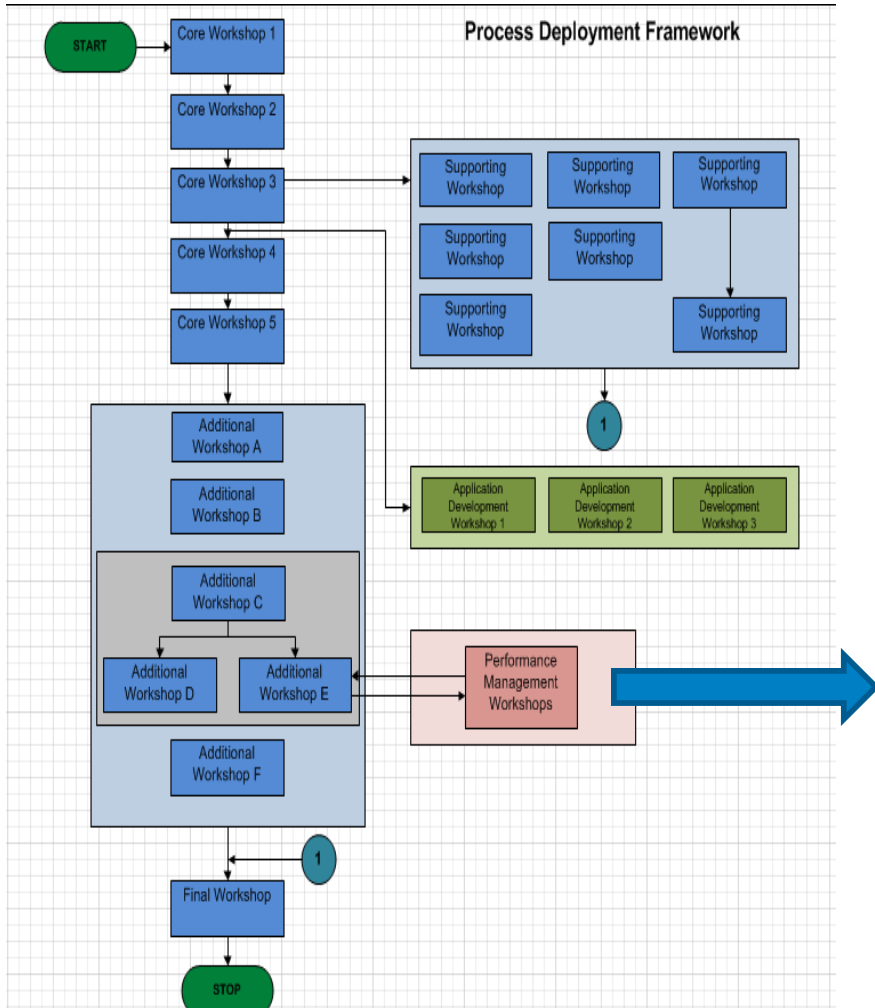 Process Deployment Framework
START
Core Workshop 1
Core Workshop 2
Core Workshop 3
Core Workshop 4
Core Workshop 5
Supporting
Workshop
Supporting
Workshop
Supporting
Workshop
Supporting
Workshop
Supporting
Workshop
Supporting
Workshop
Supporting
Workshop
1
Application
Development
Workshop 1
Application
Development
Workshop 2
Application
Development
Workshop 3
Additional
Workshop A
Additional
Workshop B
Additional
Workshop C
Additional
Workshop D
Additional
Workshop E
Performance
Management
Workshops
Additional
Workshop F
1
Final Workshop
STOP